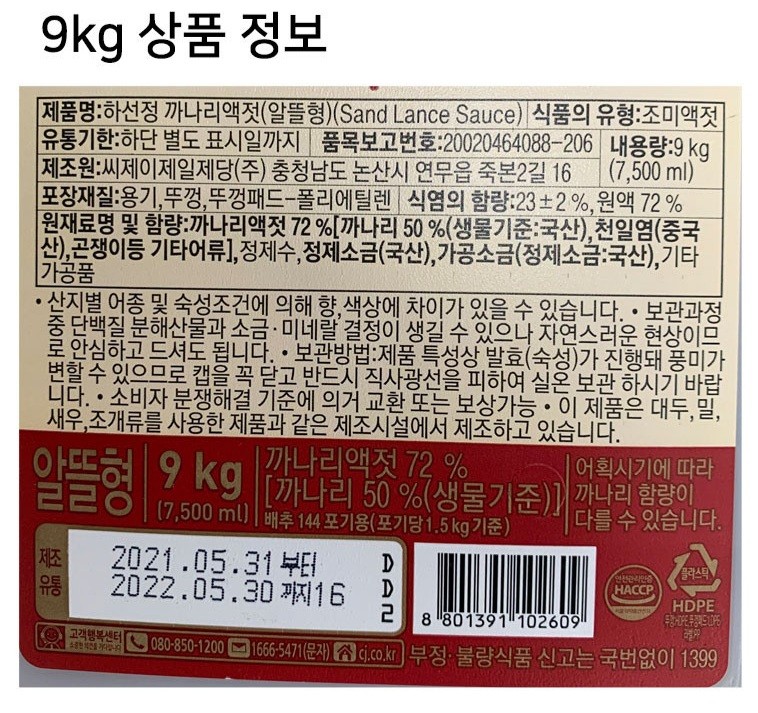 9kg 상품 정보
제품명:하선정 까나리액젓(알뜰형)(Sand Lance Sauce) 식품의 유형:조미액젓
유통기한:하단 별도 표시일까지 품목보고번호:20020464088-206 내용량:9 kg
제조원:씨제이제일제당(주) 충청남도 논산시 연무읍 죽본2길 16 (7,500 ml)
포장재질:용기,뚜껑,뚜껑패드-폴리에틸렌 식염의 함량:23±2 %, 원액 72 %
원재료명 및 함량:까나리액젓 72 %[까나리 50 %(생물기준:국산),천일염(중국
산),곤쟁이등 기타어류],정제수,정제소금(국산),가공소금(정제소금:국산),기타
가공품
• 산지별 어종 및 숙성조건에 의해 향,색상에 차이가 있을 수 있습니다. • 보관과정
중 단백질 분해산물과 소금·미네랄 결정이 생길 수 있으나 자연스러운 현상이므
로 안심하고 드셔도 됩니다. • 보관방법:제품 특성상 발효(숙성)가 진행돼 풍미가
변할 수 있으므로 캡을 꼭 닫고 반드시 직사광선을 피하여 실온 보관 하시기 바랍
니다. • 소비자 분쟁해결 기준에 의거 교환 또는 보상가능 • 이 제품은 대두,밀,
새우,조개류를 사용한 제품과 같은 제조시설에서 제조하고 있습니다.
알뜰형 9 kg (7,500 ml)
까나리액젓 72 %
[까나리 50 %(생물기준)]
배추 144 포기용(포기당1.5 kg기준)
어획시기에 따라
까나리 함량이
다를 수 있습니다.
제조 2021.05.31 부터 D
유통 2022.05.30 까지16 D
2
8 801391 102609
안전관리인증
HACCP
플라스틱
HDPE
고객행복센터 080-850-1200 1666-5471(문자) cj.co.kr 부정·불량식품 신고는 국번없이 1399